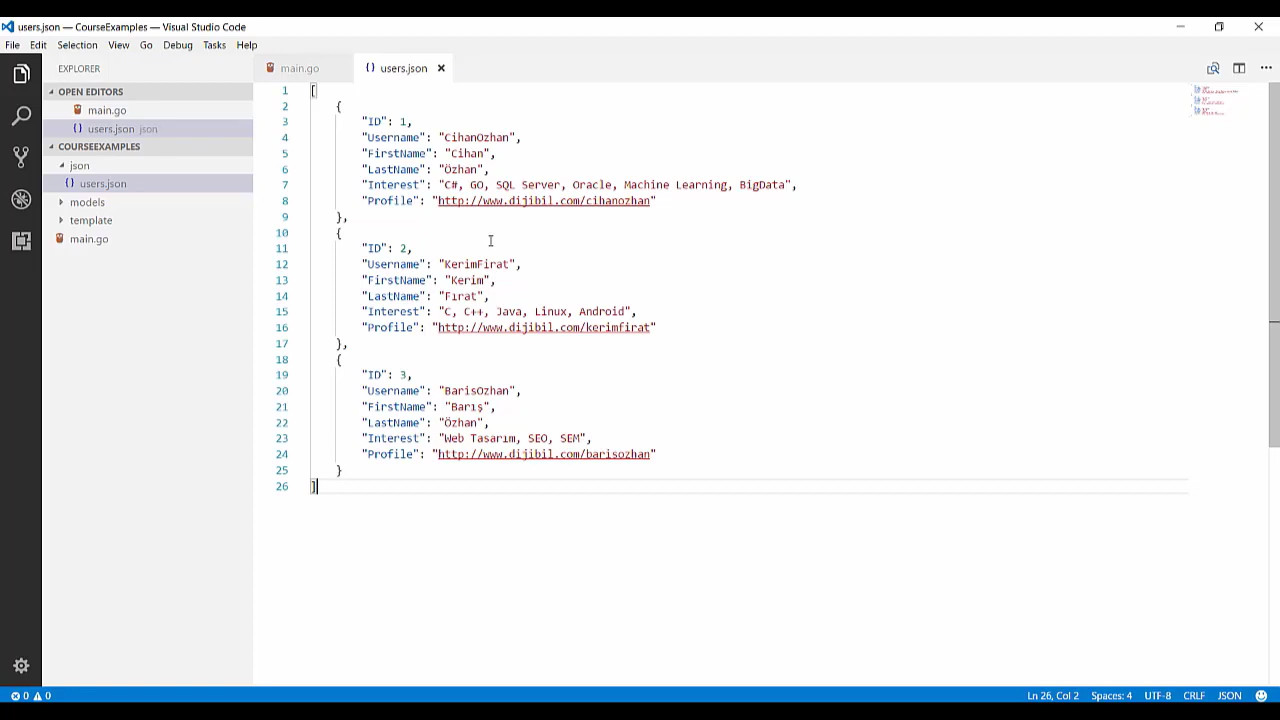 users.json — CourseExamples — Visual Studio Code
File Edit Selection View Go Debug Tasks Help
EXPLORER
OPEN EDITORS
main.go
users.json json
COURSEEXAMPLES
json
users.json
models
template
main.go
main.go users.json
1 [
2 {
3 "ID": 1,
4 "Username": "CihanOzhan",
5 "FirstName": "Cihan",
6 "LastName": "Özhan",
7 "Interest": "C#, GO, SQL Server, Oracle, Machine Learning, BigData",
8 "Profile": "http://www.dijibil.com/cihanozhan"
9 },
10 {
11 "ID": 2,
12 "Username": "KerimFirat",
13 "FirstName": "Kerim",
14 "LastName": "Fırat",
15 "Interest": "C, C++, Java, Linux, Android",
16 "Profile": "http://www.dijibil.com/kerimfirat"
17 },
18 {
19 "ID": 3,
20 "Username": "BarisOzhan",
21 "FirstName": "Barış",
22 "LastName": "Özhan",
23 "Interest": "Web Tasarım, SEO, SEM",
24 "Profile": "http://www.dijibil.com/barisozhan"
25 }
26 ]
0 0 Ln 26, Col 2 Spaces: 4 UTF-8 CRLF JSON